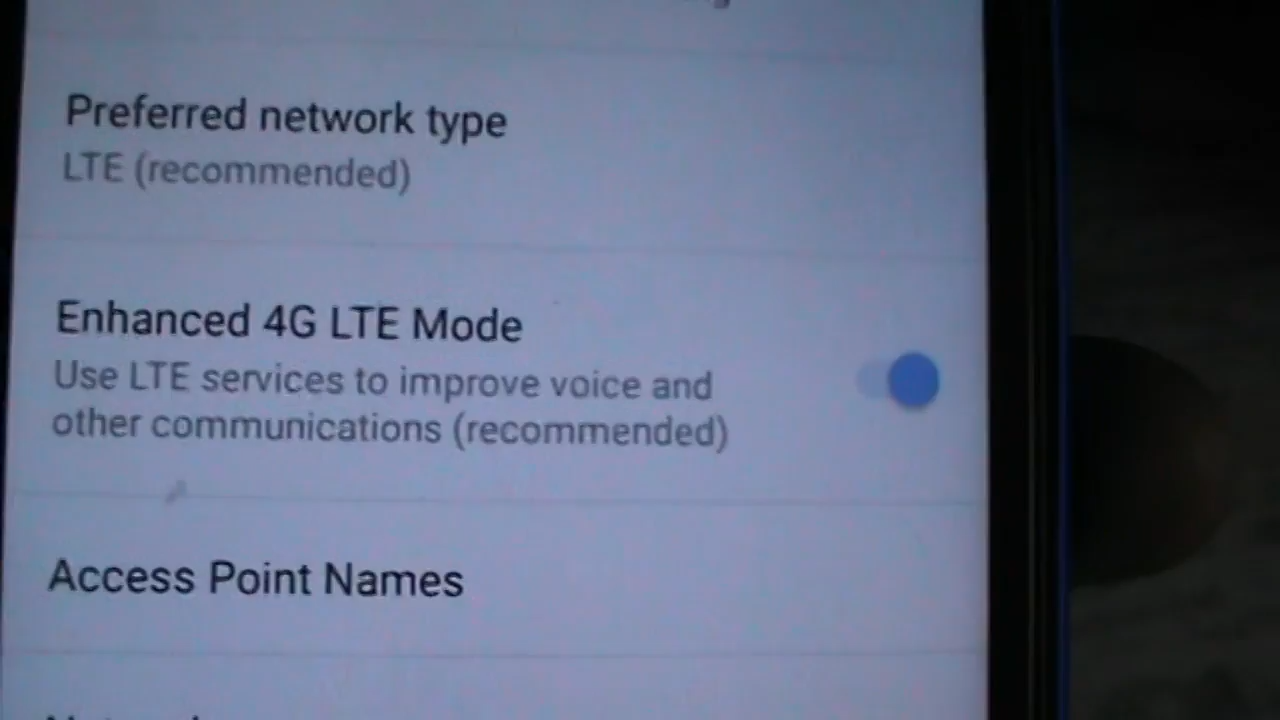 Preferred network type
LTE (recommended)
Enhanced 4G LTE Mode
Use LTE services to improve voice and
other communications (recommended)
Access Point Names